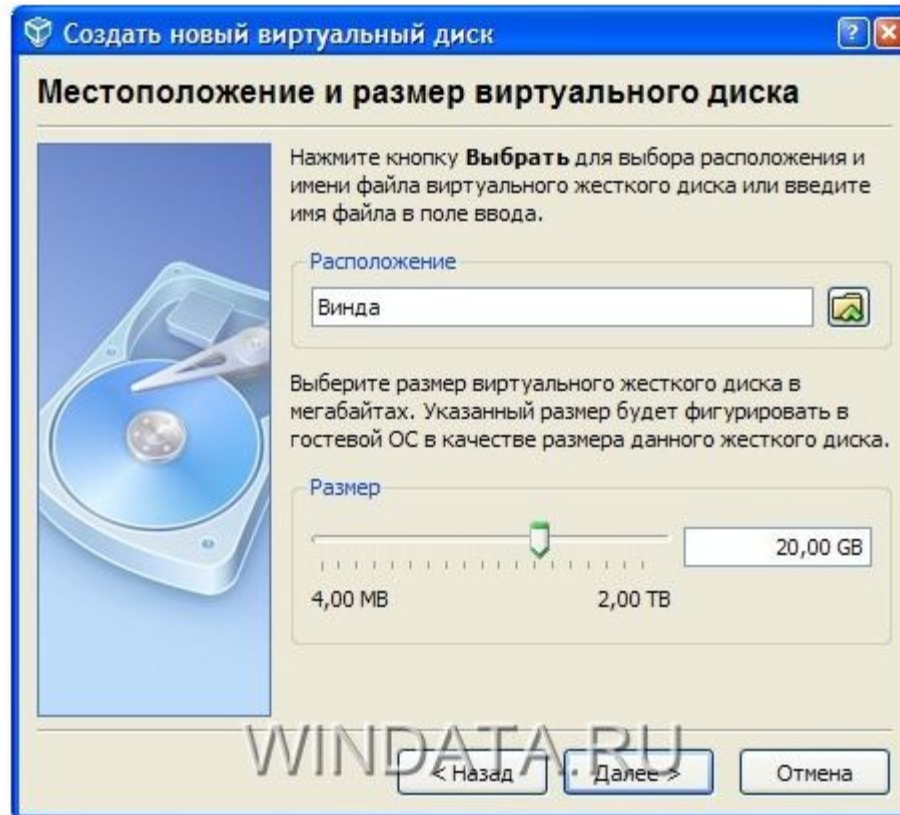 Создать новый виртуальный диск
Местоположение и размер виртуального диска
Нажмите кнопку Выбрать для выбора расположения и
имени файла виртуального жесткого диска или введите
имя файла в поле ввода.
Расположение
Винда
Выберите размер виртуального жесткого диска в
мегабайтах. Указанный размер будет фигурировать в
гостевой ОС в качестве размера данного жесткого диска.
Размер
20,00 GB
4,00 MB 2,00 TB
WINDATA.RU
< Назад Далее > Отмена